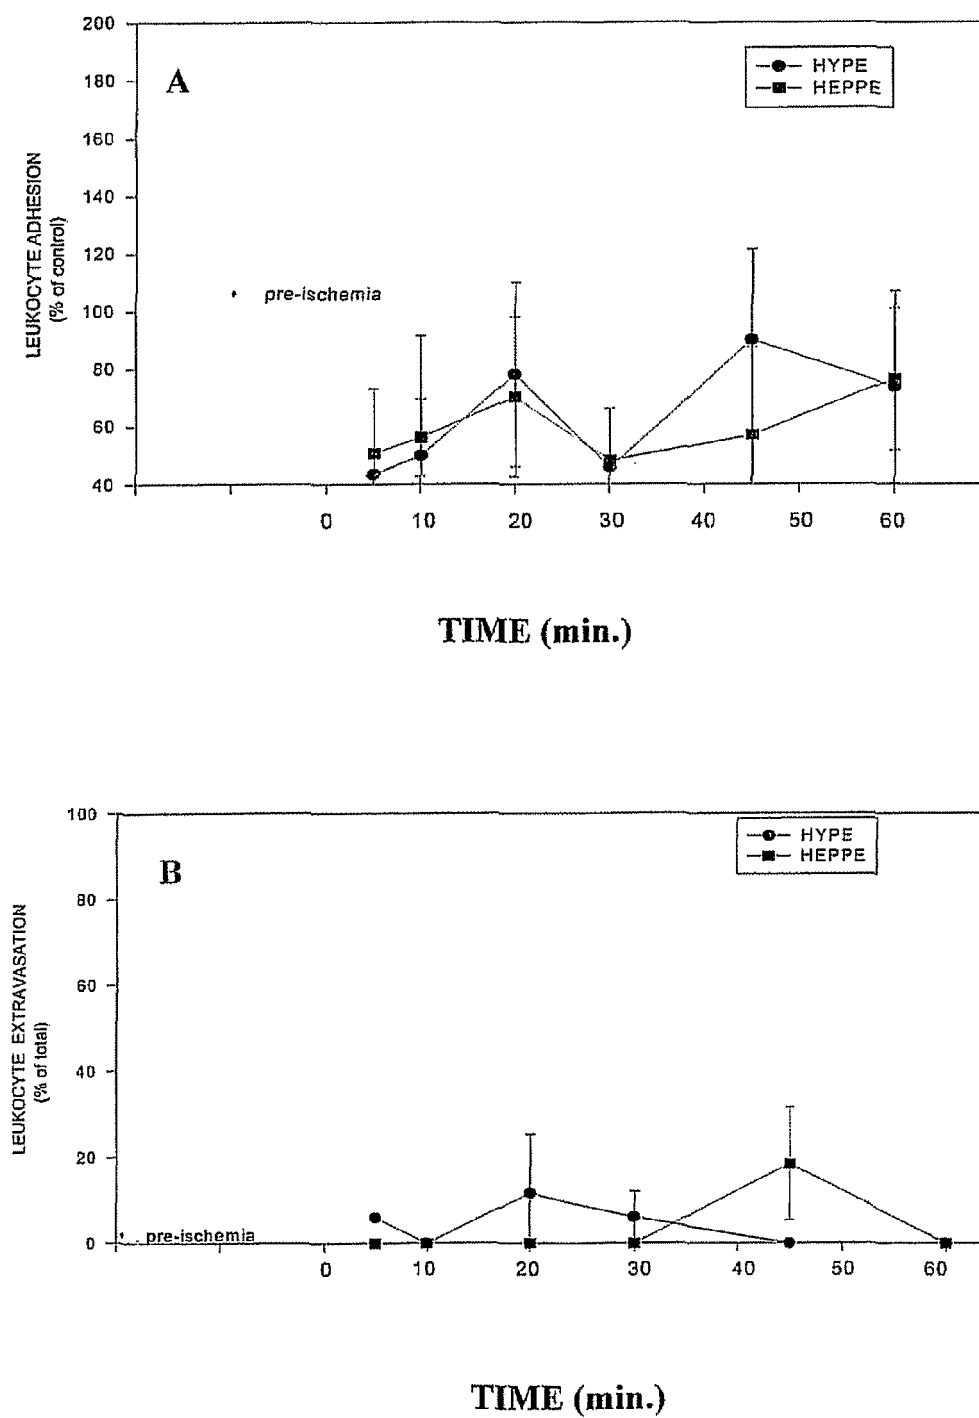 200
A
HYPE
HEPPE
180
160
140
120
100
80
60
40
LEUKOCYTE ADHESION
(% of control)
pre-ischemia
0 10 20 30 40 50 60
TIME (min.)
100
B
HYPE
HEPPE
80
60
40
20
0
LEUKOCYTE EXTRAVASATION
(% of total)
pre-ischemia
0 10 20 30 40 50 60
TIME (min.)